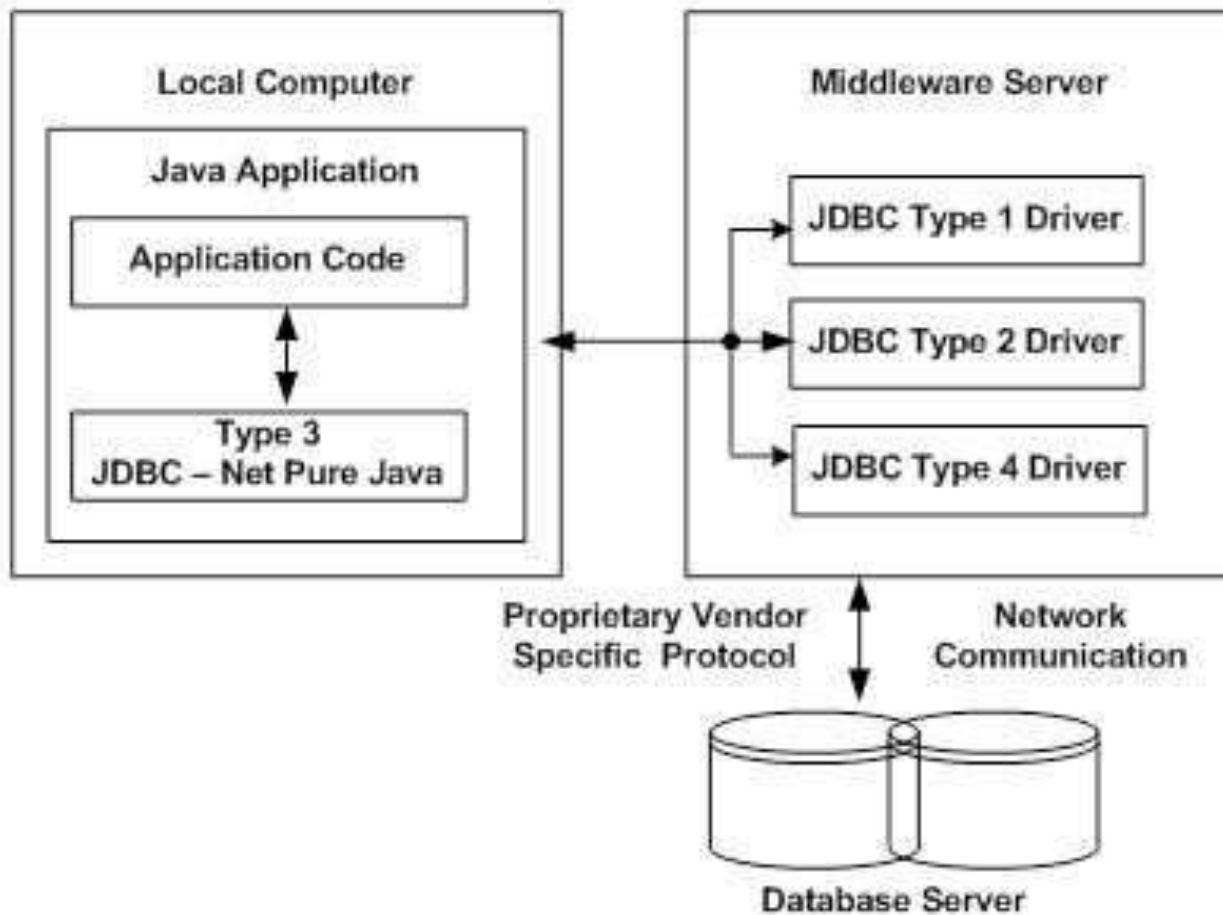 Local Computer
Java Application
Application Code
Type 3
JDBC – Net Pure Java
Middleware Server
JDBC Type 1 Driver
JDBC Type 2 Driver
JDBC Type 4 Driver
Proprietary Vendor
Specific Protocol
Network
Communication
Database Server